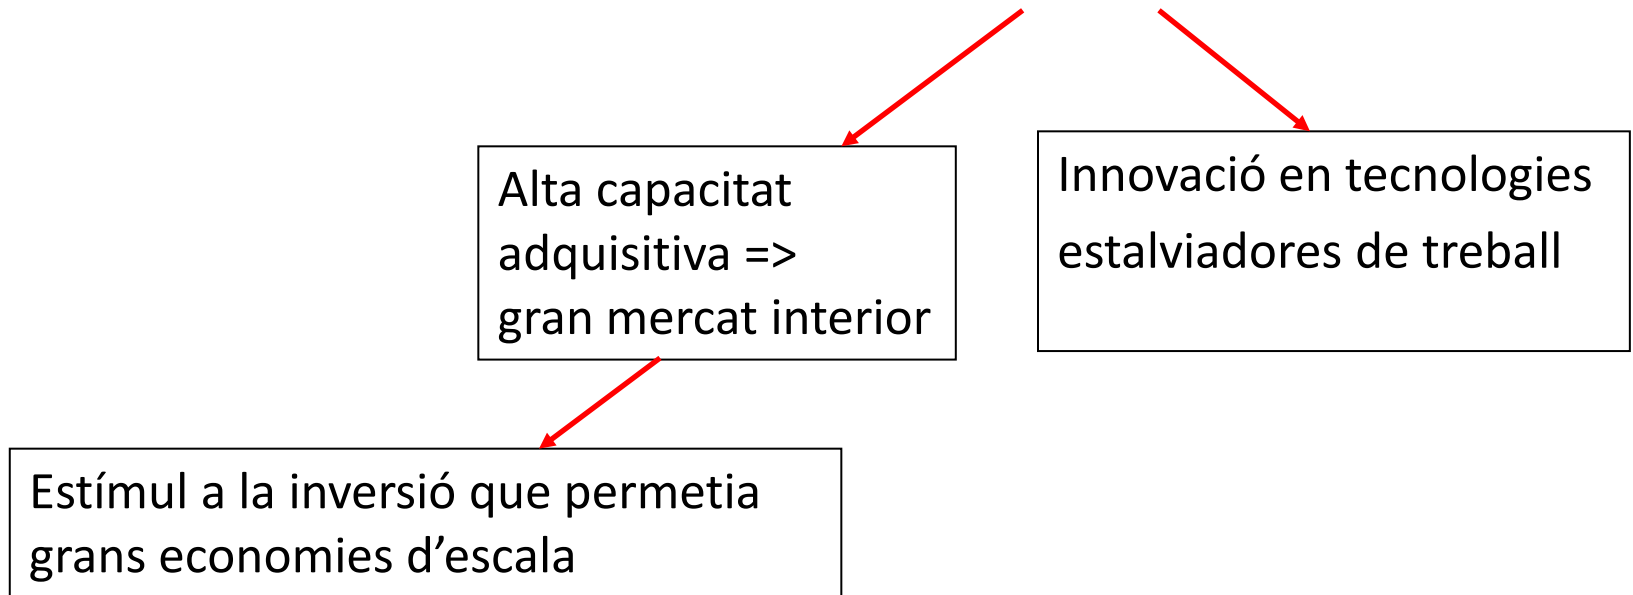 Alta capacitat
adquisitiva =>
gran mercat interior
Innovació en tecnologies
estalviadores de treball
Estímul a la inversió que permetia
grans economies d’escala